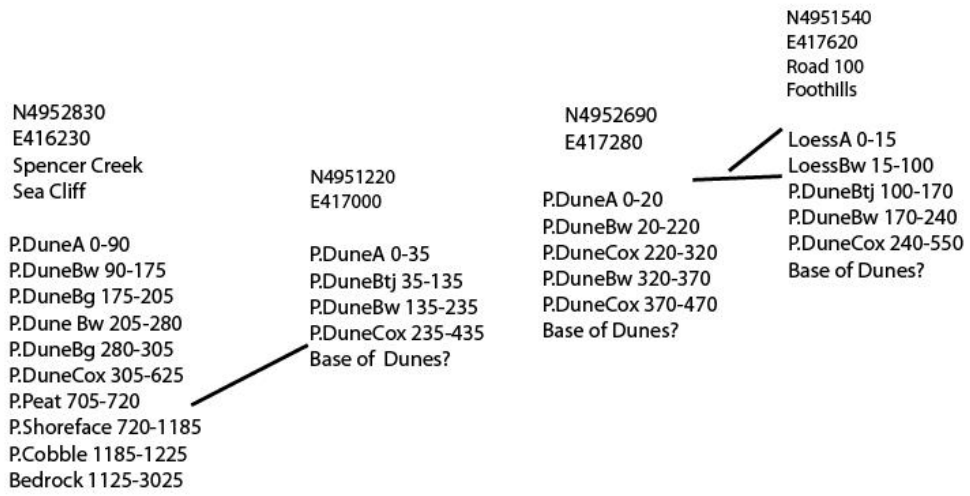 N4952830
E416230
Spencer Creek
Sea Cliff
P.DuneA 0-90
P.DuneBw 90-175
P.DuneBg 175-205
P.Dune Bw 205-280
P.DuneBg 280-305
P.DuneCox 305-625
P.Peat 705-720
P.Shoreface 720-1185
P.Cobble 1185-1225
Bedrock 1125-3025
N4951220
E417000
P.DuneA 0-35
P.DuneBtj 35-135
P.DuneBw 135-235
P.DuneCox 235-435
Base of Dunes?
N4952690
E417280
P.DuneA 0-20
P.DuneBw 20-220
P.DuneCox 220-320
P.DuneBw 320-370
P.DuneCox 370-470
Base of Dunes?
N4951540
E417620
Road 100
Foothills
LoessA 0-15
LoessBw 15-100
P.DuneBtj 100-170
P.DuneBw 170-240
P.DuneCox 240-550
Base of Dunes?